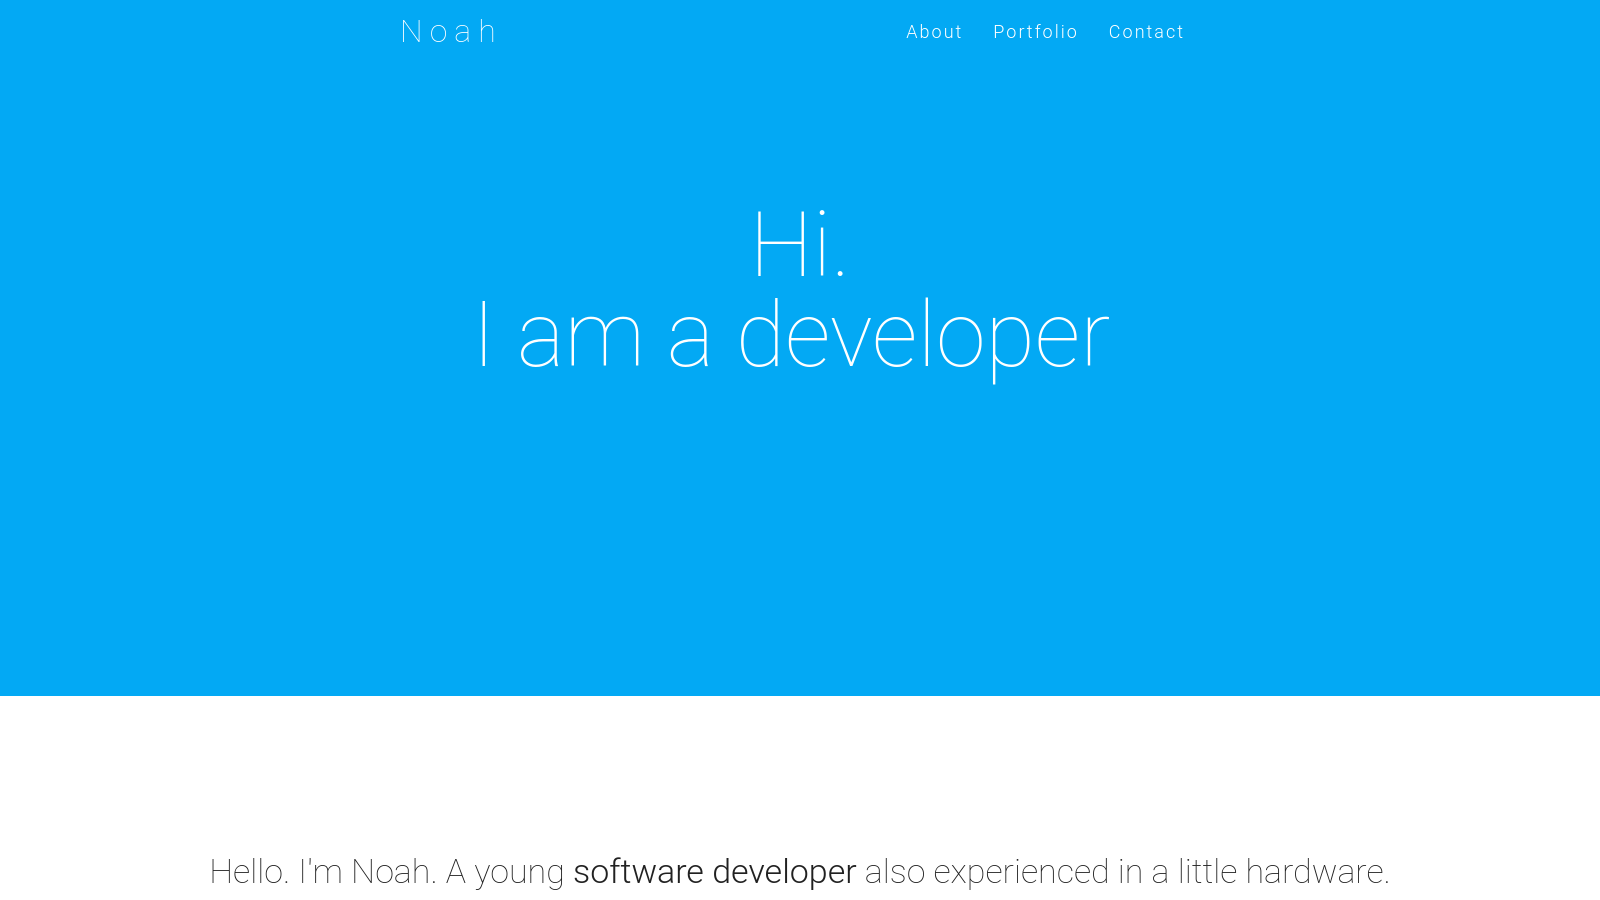 Noah
About Portfolio Contact
Hi.
I am a developer
Hello. I'm Noah. A young software developer also experienced in a little hardware.